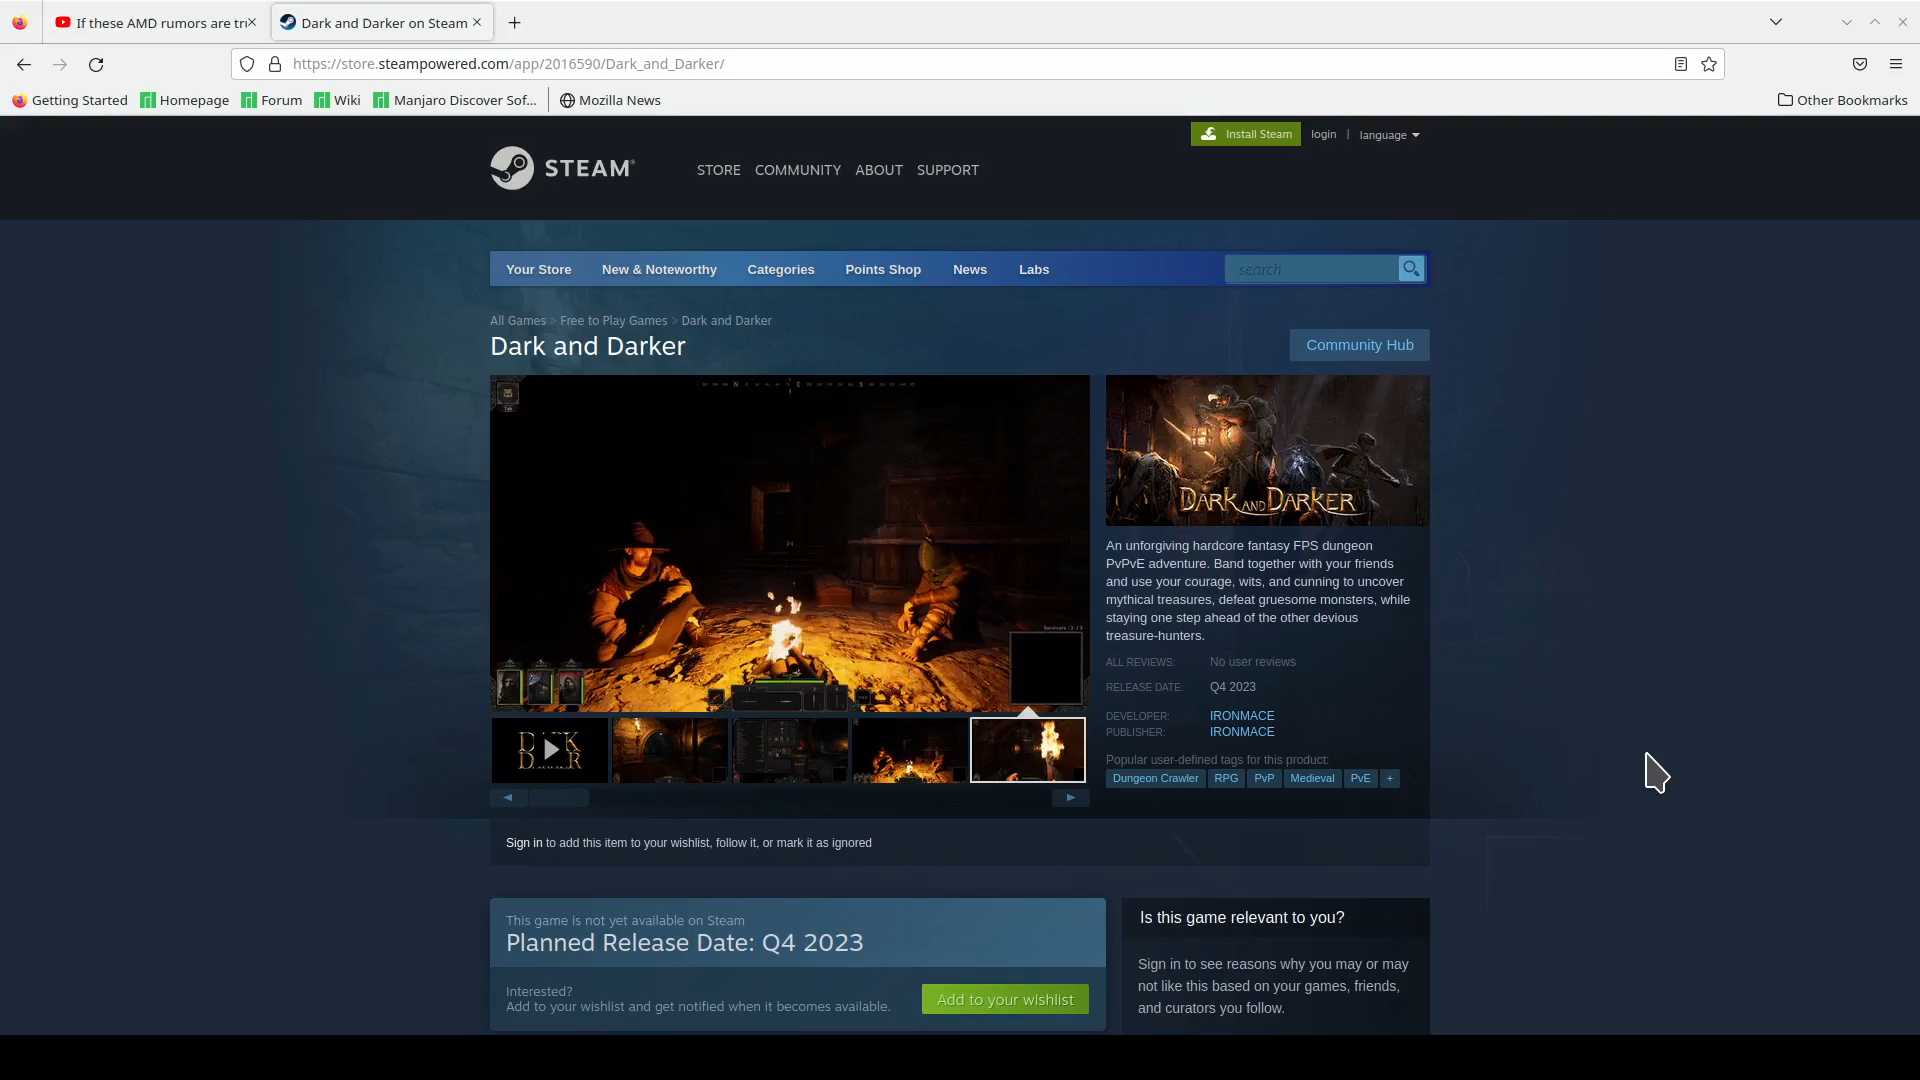 If these AMD rumors are tr
Dark and Darker on Steam
https://store.steampowered.com/app/2016590/Dark_and_Darker/
Getting Started
Homepage
Forum
Wiki
Manjaro Discover Sof...
Mozilla News
Other Bookmarks
Install Steam
login | language
STEAM®
STORE COMMUNITY ABOUT SUPPORT
Your Store New & Noteworthy Categories Points Shop News Labs
search
All Games > Free to Play Games > Dark and Darker
Dark and Darker
Community Hub
N E S
DARK AND DARKER
An unforgiving hardcore fantasy FPS dungeon
PvPvE adventure. Band together with your friends
and use your courage, wits, and cunning to uncover
mythical treasures, defeat gruesome monsters, while
staying one step ahead of the other devious
treasure-hunters.
ALL REVIEWS: No user reviews
RELEASE DATE: Q4 2023
DEVELOPER: IRONMACE
PUBLISHER: IRONMACE
Popular user-defined tags for this product:
Dungeon Crawler RPG PvP Medieval PvE +
Sign in to add this item to your wishlist, follow it, or mark it as ignored
This game is not yet available on Steam
Planned Release Date: Q4 2023
Interested?
Add to your wishlist and get notified when it becomes available.
Add to your wishlist
Is this game relevant to you?
Sign in to see reasons why you may or may
not like this based on your games, friends,
and curators you follow.